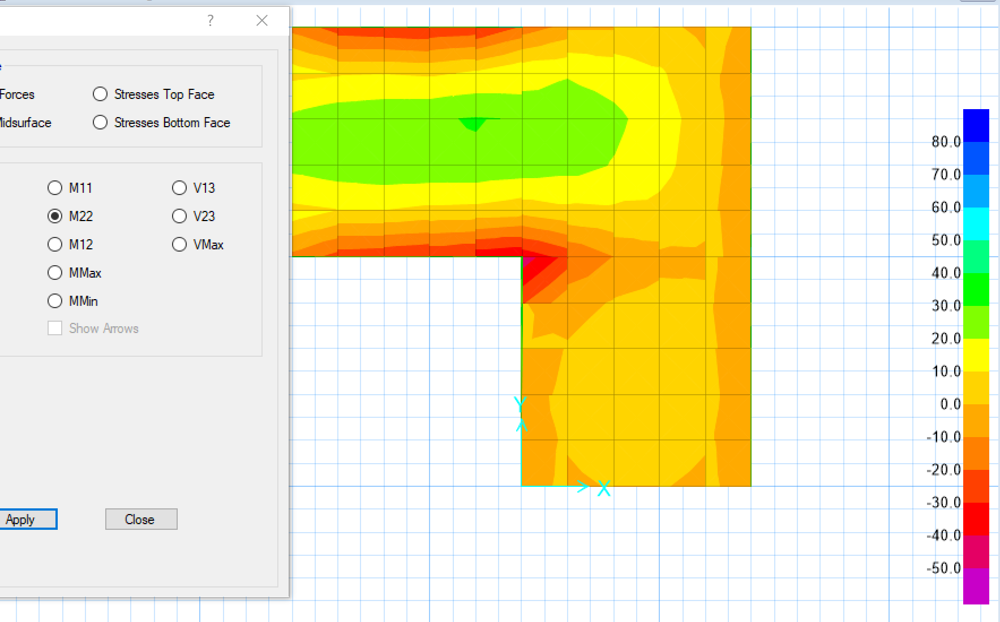 ?
Forces
Stresses Top Face
Midsurface
Stresses Bottom Face
M11
V13
M22
V23
M12
VMax
MMax
MMin
Show Arrows
Apply
Close
Y
X
80.0
70.0
60.0
50.0
40.0
30.0
20.0
10.0
0.0
-10.0
-20.0
-30.0
-40.0
-50.0